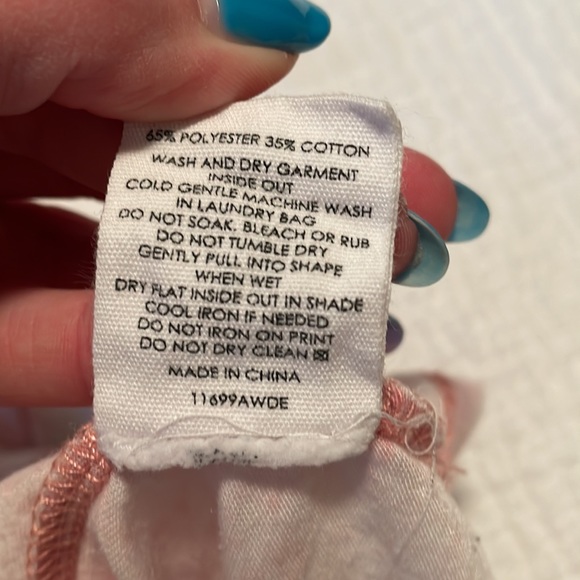 65% POLYESTER 35% COTTON
WASH AND DRY GARMENT
INSIDE OUT
COLD GENTLE MACHINE WASH
IN LAUNDRY BAG
DO NOT SOAK, BLEACH OR RUB
DO NOT TUMBLE DRY
GENTLY PULL INTO SHAPE
WHEN WET
DRY FLAT INSIDE OUT IN SHADE
COOL IRON IF NEEDED
DO NOT IRON ON PRINT
DO NOT DRY CLEAN
MADE IN CHINA
11699AWDE